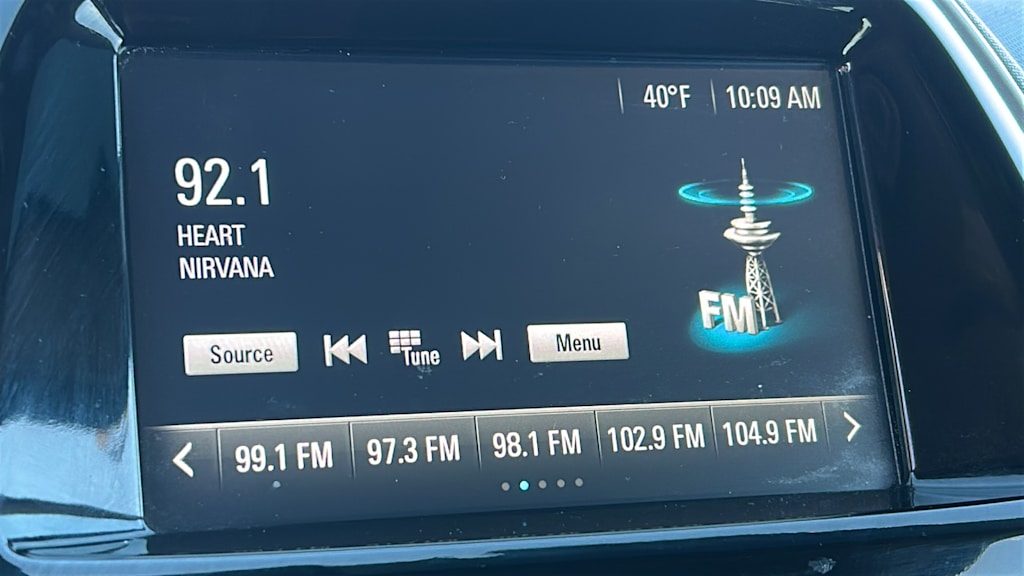 40°F 10:09 AM
92.1
HEART
NIRVANA
FM
Source Tune Menu
99.1 FM 97.3 FM 98.1 FM 102.9 FM 104.9 FM